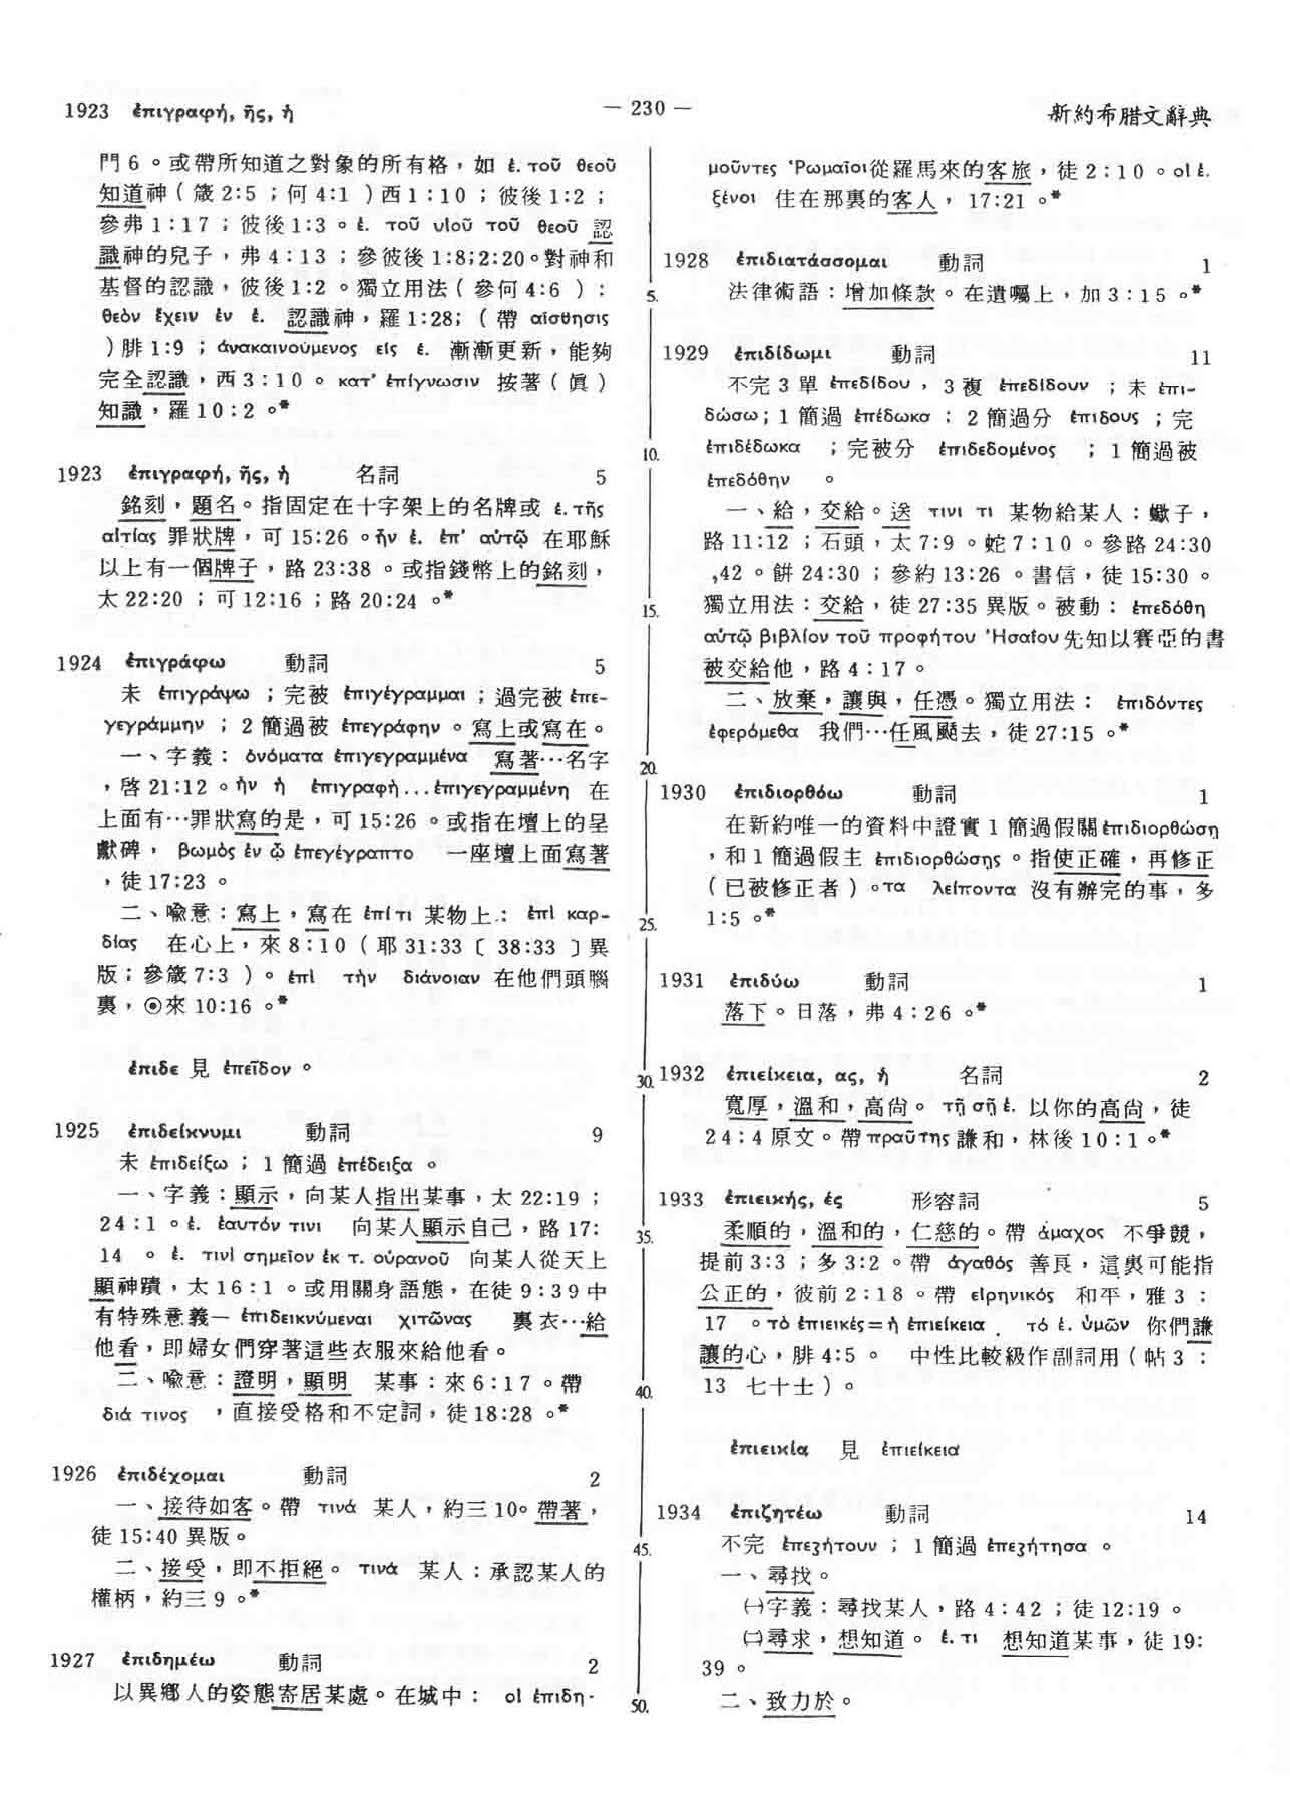 1923 ἐπιγραφή, ῆς, ἡ
— 230 —
新約希腊文辭典
門 6 。或帶所知道之對象的所有格，如 ἐ. τοῦ θεοῦ
知道神（箴 2:5；何 4:1）西 1:10；彼後 1:2；
參弗 1:17；彼後 1:3。ἐ. τοῦ υἱοῦ τοῦ θεοῦ 認
識神的兒子，弗 4:13；參彼後 1:8;2:20。對神和
基督的認識，彼後 1:2。獨立用法（參何 4:6）:
θεὸν ἔχειν ἐν ἐ. 認識神，羅 1:28;（帶 αἴσθησις
）腓 1:9；ἀνακαινούμενος εἰς ἐ. 漸漸更新，能夠
完全認識，西 3:10。κατ' ἐπίγνωσιν 按著（眞）
知識，羅 10:2。*
1923 ἐπιγραφή, ῆς, ἡ 名詞 5
銘刻，題名。指固定在十字架上的名牌或 ἐ. τῆς
αἰτίας 罪狀牌，可 15:26。ἦν ἐ. ἐπ' αὐτῷ 在耶穌
以上有一個牌子，路 23:38。或指錢幣上的銘刻，
太 22:20；可 12:16；路 20:24。*
1924 ἐπιγράφω 動詞 5
未 ἐπιγράψω；完被 ἐπιγέγραμμαι；過完被 ἐπε-
γεγράμμην；2 簡過被 ἐπεγράφην。寫上或寫在。
一、字義：ὀνόματα ἐπιγεγραμμένα 寫著…名字
，啓 21:12。ἦν ἡ ἐπιγραφὴ...ἐπιγεγραμμένη 在
上面有…罪狀寫的是，可 15:26。或指在壇上的呈
獻碑，βωμὸς ἐν ᾧ ἐπεγέγραπτο 一座壇上面寫著
，徒 17:23。
二、喩意：寫上，寫在 ἐπί τι 某物上.：ἐπὶ καρ-
δίας 在心上，來 8:10（耶 31:33〔 38:33 〕異
版；參箴 7:3）。ἐπὶ τὴν διάνοιαν 在他們頭腦
裏，⊙來 10:16。*
ἐπιδε 見 ἐπεῖδον。
1925 ἐπιδείκνυμι 動詞 9
未 ἐπιδείξω；1 簡過 ἐπέδειξα。
一、字義：顯示，向某人指出某事，太 22:19；
24:1。ἐ. ἑαυτόν τινι 向某人顯示自己，路 17:
14 。ἐ. τινὶ σημεῖον ἐκ τ. οὐρανοῦ 向某人從天上
顯神蹟，太 16:1。或用關身語態，在徒 9:39 中
有特殊意義— ἐπιδεικνύμεναι χιτῶνας 裏衣…給
他看，即婦女們穿著這些衣服來給他看。
二、喩意：證明，顯明 某事：來 6:17。帶
διά τινος ，直接受格和不定詞，徒 18:28。*
1926 ἐπιδέχομαι 動詞 2
一、接待如客。帶 τινά 某人，約三 10。帶著，
徒 15:40 異版。
二、接受，即不拒絕。τινά 某人：承認某人的
權柄，約三 9。*
1927 ἐπιδημέω 動詞 2
以異鄉人的姿態寄居某處。在城中：οἱ ἐπιδη-
5.
10.
15.
20.
25.
30.
35.
40.
45.
50.
μοῦντες Ῥωμαῖοι從羅馬來的客旅，徒 2:10。οἱ ἐ.
ξένοι 住在那裏的客人，17:21。*
1928 ἐπιδιατάσσομαι 動詞 1
法律術語：增加條款。在遺囑上，加 3:15。*
1929 ἐπιδίδωμι 動詞 11
不完 3 單 ἐπεδίδου，3 複 ἐπεδίδουν；未 ἐπι-
δώσω；1 簡過 ἐπέδωκα；2 簡過分 ἐπιδους；完
ἐπιδέδωκα；完被分 ἐπιδεδομένος；1 簡過被
ἐπεδόθην 。
一、給，交給。送 τινι τι 某物給某人：蠍子，
路 11:12；石頭，太 7:9。蛇 7:10。參路 24:30
,42。餅 24:30；參約 13:26。書信，徒 15:30。
獨立用法：交給，徒 27:35 異版。被動：ἐπεδόθη
αὐτῷ βιβλίον τοῦ προφήτου Ἠσαΐου先知以賽亞的書
被交給他，路 4:17。
二、放棄，讓與，任憑。獨立用法：ἐπιδόντες
ἐφερόμεθα 我們…任風颳去，徒 27:15。*
1930 ἐπιδιορθόω 動詞 1
在新約唯一的資料中證實 1 簡過假關ἐπιδιορθώσῃ
，和 1 簡過假主 ἐπιδιορθώσης。指使正確，再修正
（已被修正者）。τα λείποντα 沒有辦完的事，多
1:5。*
1931 ἐπιδύω 動詞 1
落下。日落，弗 4:26。*
1932 ἐπιείκεια, ας, ἡ 名詞 2
寬厚，溫和，高尙。τῇ σῇ ἐ. 以你的高尙，徒
24:4 原文。帶πραΰτης謙和，林後 10:1。*
1933 ἐπιεικής, ές 形容詞 5
柔順的，溫和的，仁慈的。帶 ἀμαχος 不爭競，
提前 3:3；多 3:2。帶 ἀγαθός 善良，這裏可能指
公正的，彼前 2:18。帶 εἰρηνικός 和平，雅 3:
17 。τὸ ἐπιεικές=ἡ ἐπιείκεια. τό ἐ. ὑμῶν 你們謙
讓的心，腓 4:5。 中性比較級作副詞用（帖 3:
13 七十士）。
ἐπιεικία 見 ἐπιείκεια
1934 ἐπιζητέω 動詞 14
不完 ἐπεζήτουν；1 簡過 ἐπεζήτησα。
一、尋找。
㈠字義：尋找某人，路 4:42；徒 12:19。
㈡尋求，想知道。ἐ. τι 想知道某事，徒 19:
39。
二、致力於。